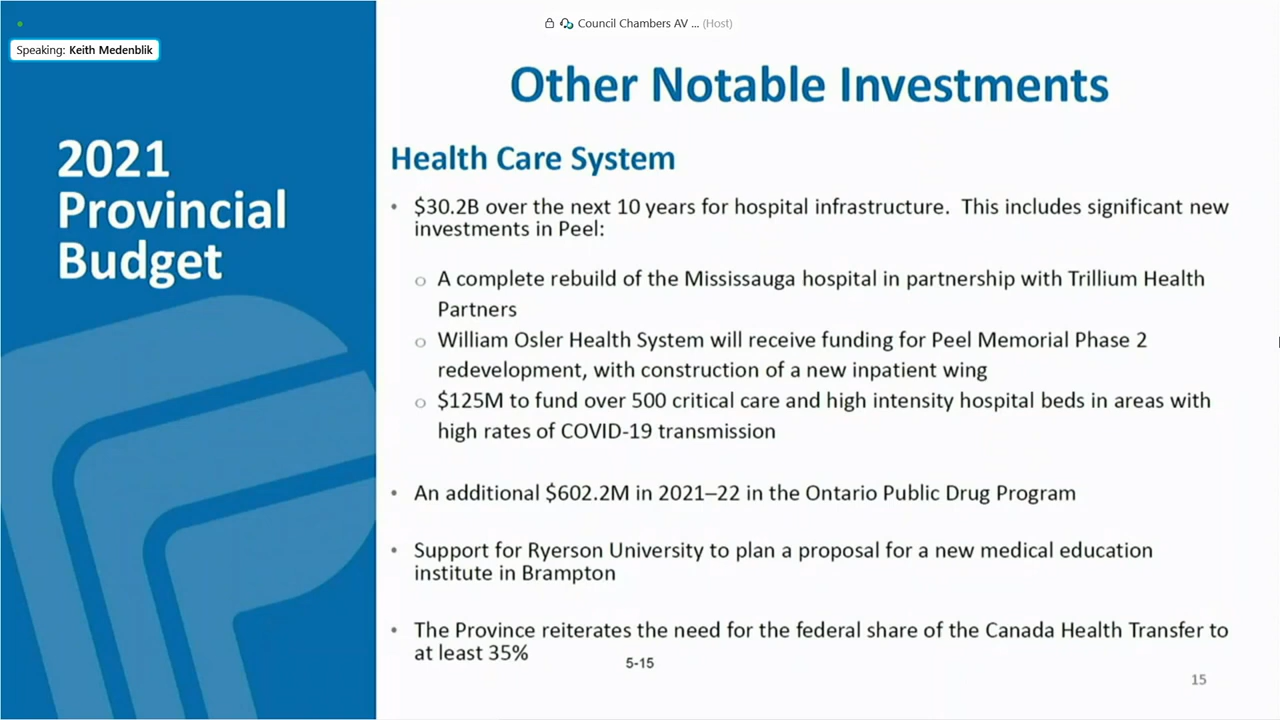 Council Chambers AV ... (Host)
Speaking: Keith Medenblik
2021
Provincial
Budget
Other Notable Investments
Health Care System
• $30.2B over the next 10 years for hospital infrastructure.  This includes significant new
investments in Peel:
o A complete rebuild of the Mississauga hospital in partnership with Trillium Health
Partners
o William Osler Health System will receive funding for Peel Memorial Phase 2
redevelopment, with construction of a new inpatient wing
o $125M to fund over 500 critical care and high intensity hospital beds in areas with
high rates of COVID-19 transmission
• An additional $602.2M in 2021–22 in the Ontario Public Drug Program
• Support for Ryerson University to plan a proposal for a new medical education
institute in Brampton
• The Province reiterates the need for the federal share of the Canada Health Transfer to
at least 35%
5-15
15